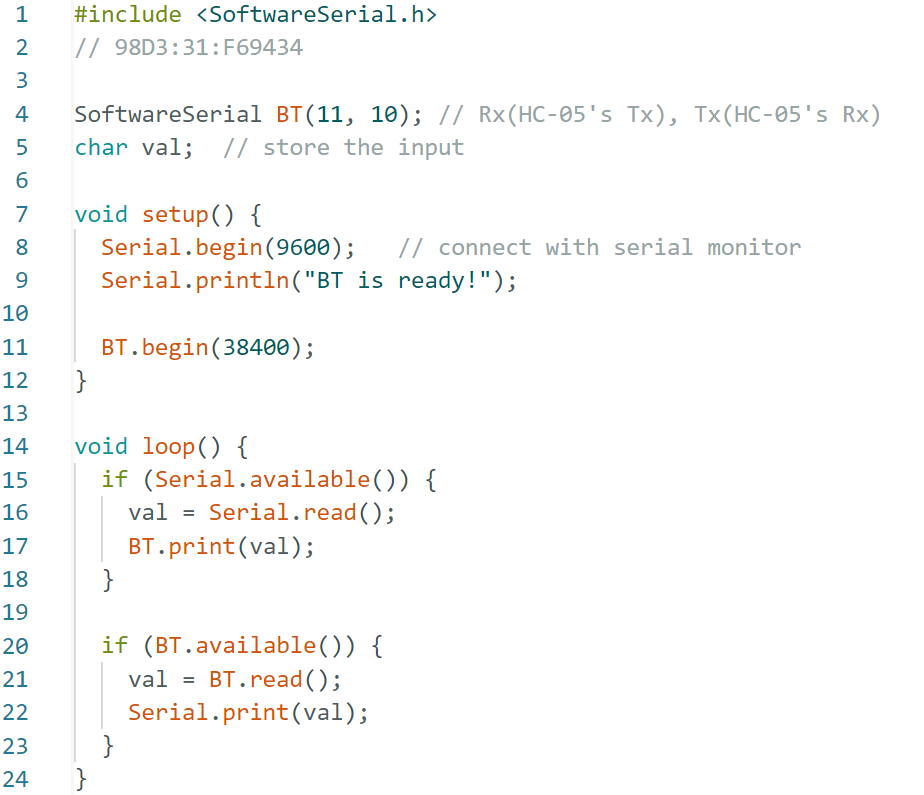 1 #include <SoftwareSerial.h>
2 // 98D3:31:F69434
3
4 SoftwareSerial BT(11, 10); // Rx(HC-05's Tx), Tx(HC-05's Rx)
5 char val;  // store the input
6
7 void setup() {
8   Serial.begin(9600);   // connect with serial monitor
9   Serial.println("BT is ready!");
10
11   BT.begin(38400);
12 }
13
14 void loop() {
15   if (Serial.available()) {
16     val = Serial.read();
17     BT.print(val);
18   }
19
20   if (BT.available()) {
21     val = BT.read();
22     Serial.print(val);
23   }
24 }